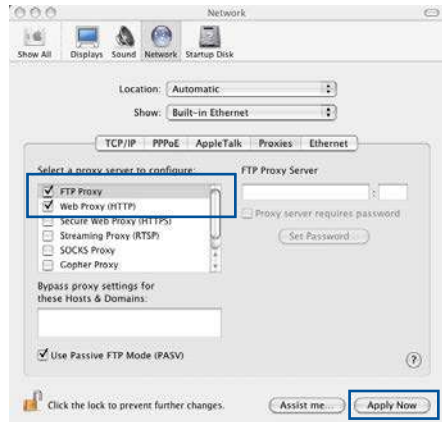 Network
Show All Displays Sound Network Startup Disk
Location: Automatic
Show: Built-in Ethernet
TCP/IP PPPoE AppleTalk Proxies Ethernet
Select a proxy server to configure: FTP Proxy Server
FTP Proxy
:
Web Proxy (HTTP)
Proxy server requires password
Secure Web Proxy (HTTPS)
Streaming Proxy (RTSP)
Set Password...
SOCKS Proxy
Gopher Proxy
Bypass proxy settings for
these Hosts & Domains:
Use Passive FTP Mode (PASV)
?
Click the lock to prevent further changes.
Assist me... Apply Now